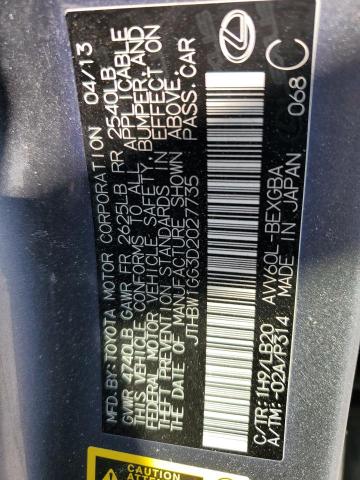 MFD. BY TOYOTA MOTOR CORPORATION 04/13
GVWR 4740LB GAWR FR 2625LB RR 2540LB
THIS VEHICLE CONFORMS TO ALL APPLICABLE
FEDERAL MOTOR VEHICLE SAFETY, BUMPER, AND
THEFT PREVENTION STANDARDS IN EFFECT ON
THE DATE OF MANUFACTURE SHOWN ABOVE.
JTHBW1GG3D2027735 PASS. CAR
C/TR: 1H9/LB20 AVV60L-BEXGBA
A/TM: -02A/P314 MADE IN JAPAN 068 C
CAUTION